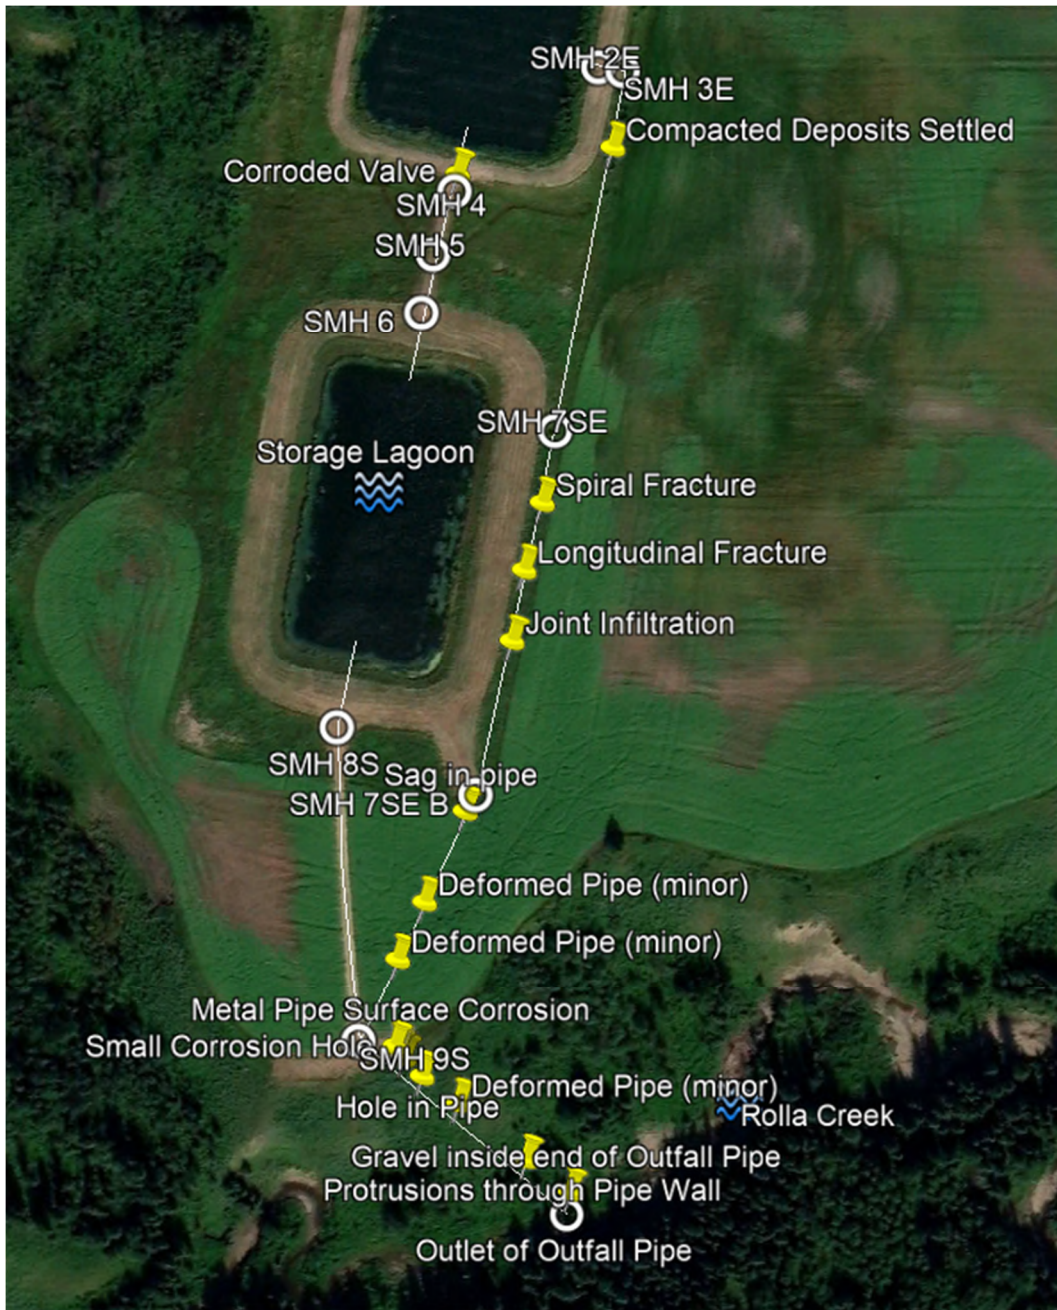 SMH 2E
SMH 3E
Compacted Deposits Settled
Corroded Valve
SMH 4
SMH 5
SMH 6
SMH 7SE
Storage Lagoon
Spiral Fracture
Longitudinal Fracture
Joint Infiltration
SMH 8S
Sag in pipe
SMH 7SE B
Deformed Pipe (minor)
Deformed Pipe (minor)
Metal Pipe Surface Corrosion
Small Corrosion Hole
SMH 9S
Deformed Pipe (minor)
Hole in Pipe
Rolla Creek
Gravel inside end of Outfall Pipe
Protrusions through Pipe Wall
Outlet of Outfall Pipe